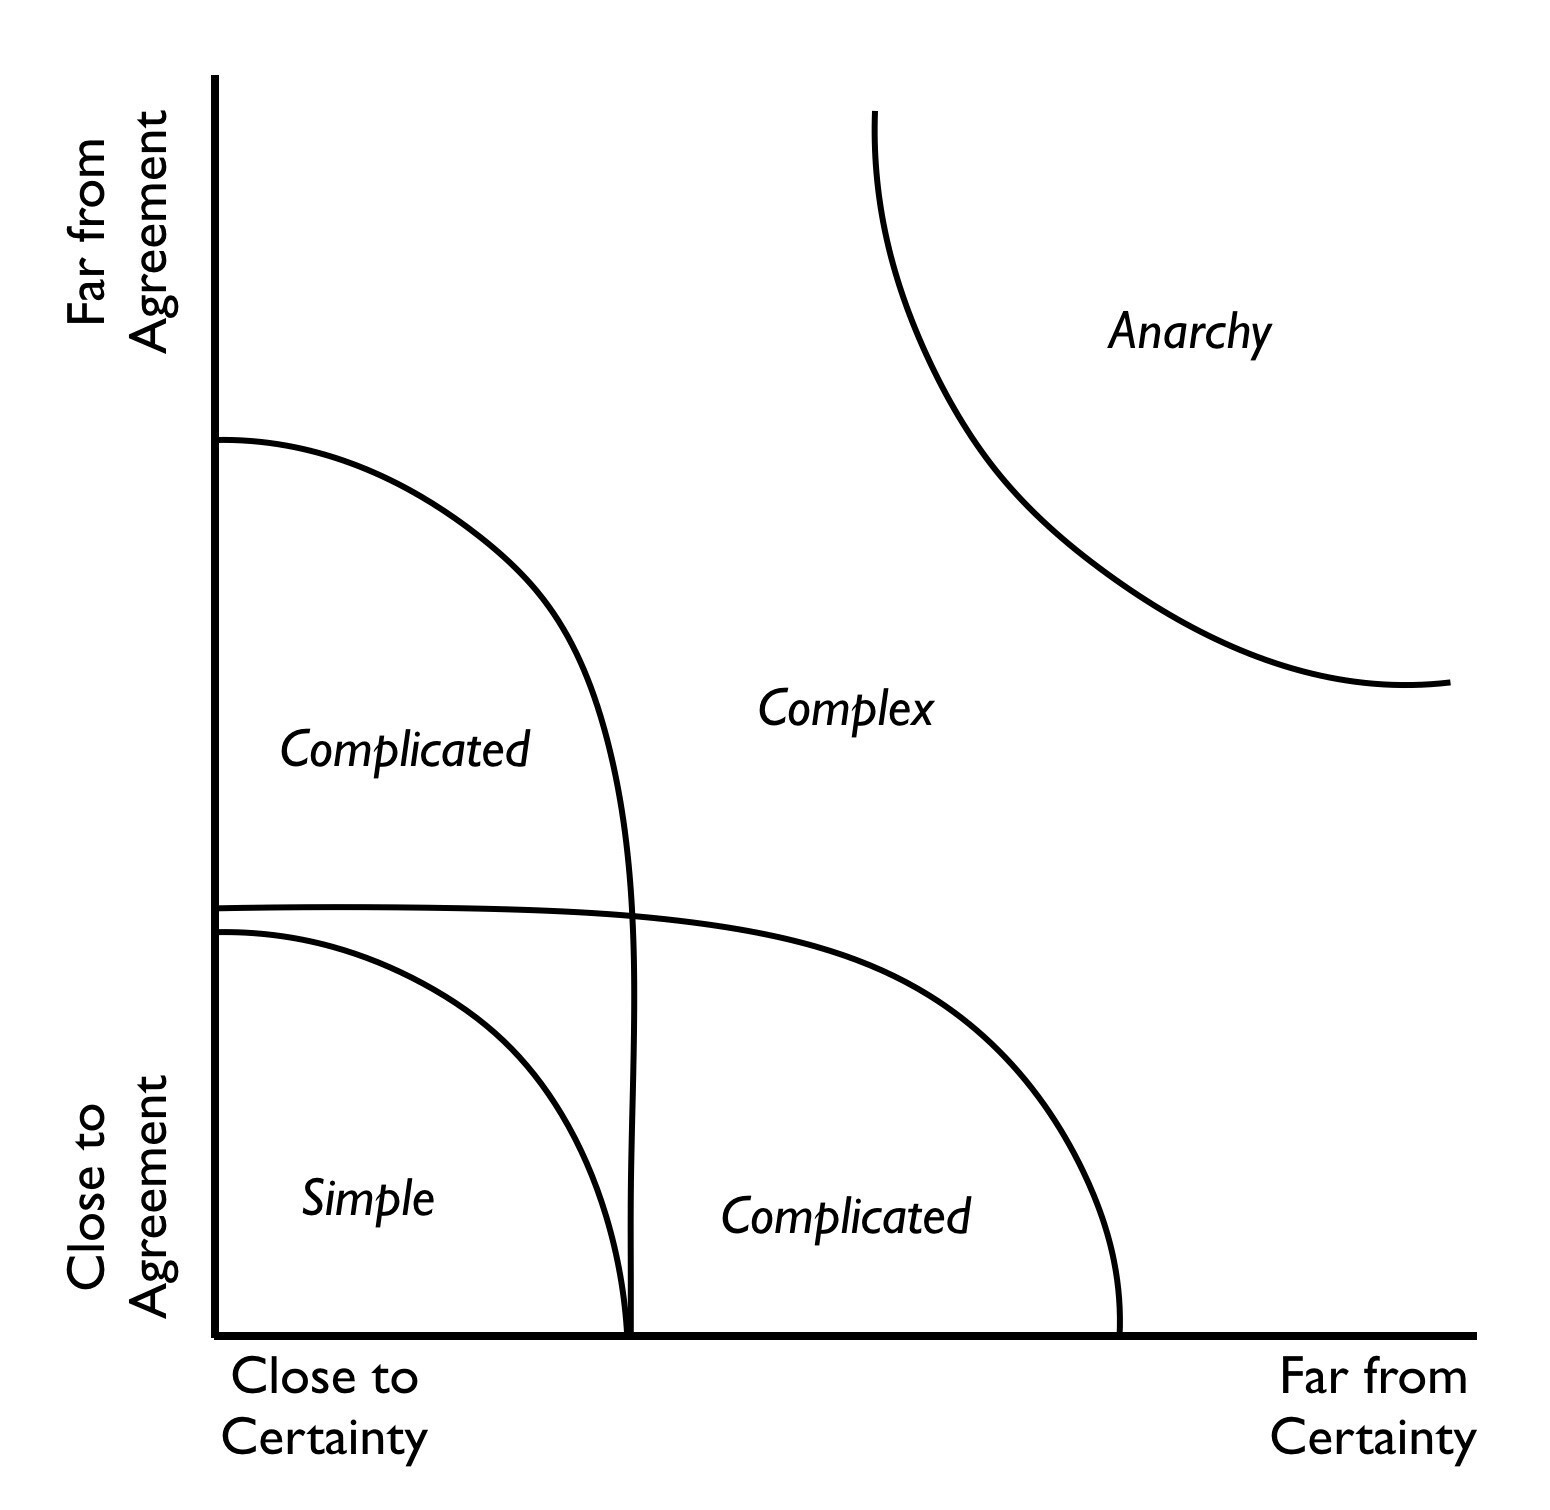 Far from
Agreement
Anarchy
Complex
Complicated
Close to
Agreement
Simple
Complicated
Close to
Certainty
Far from
Certainty